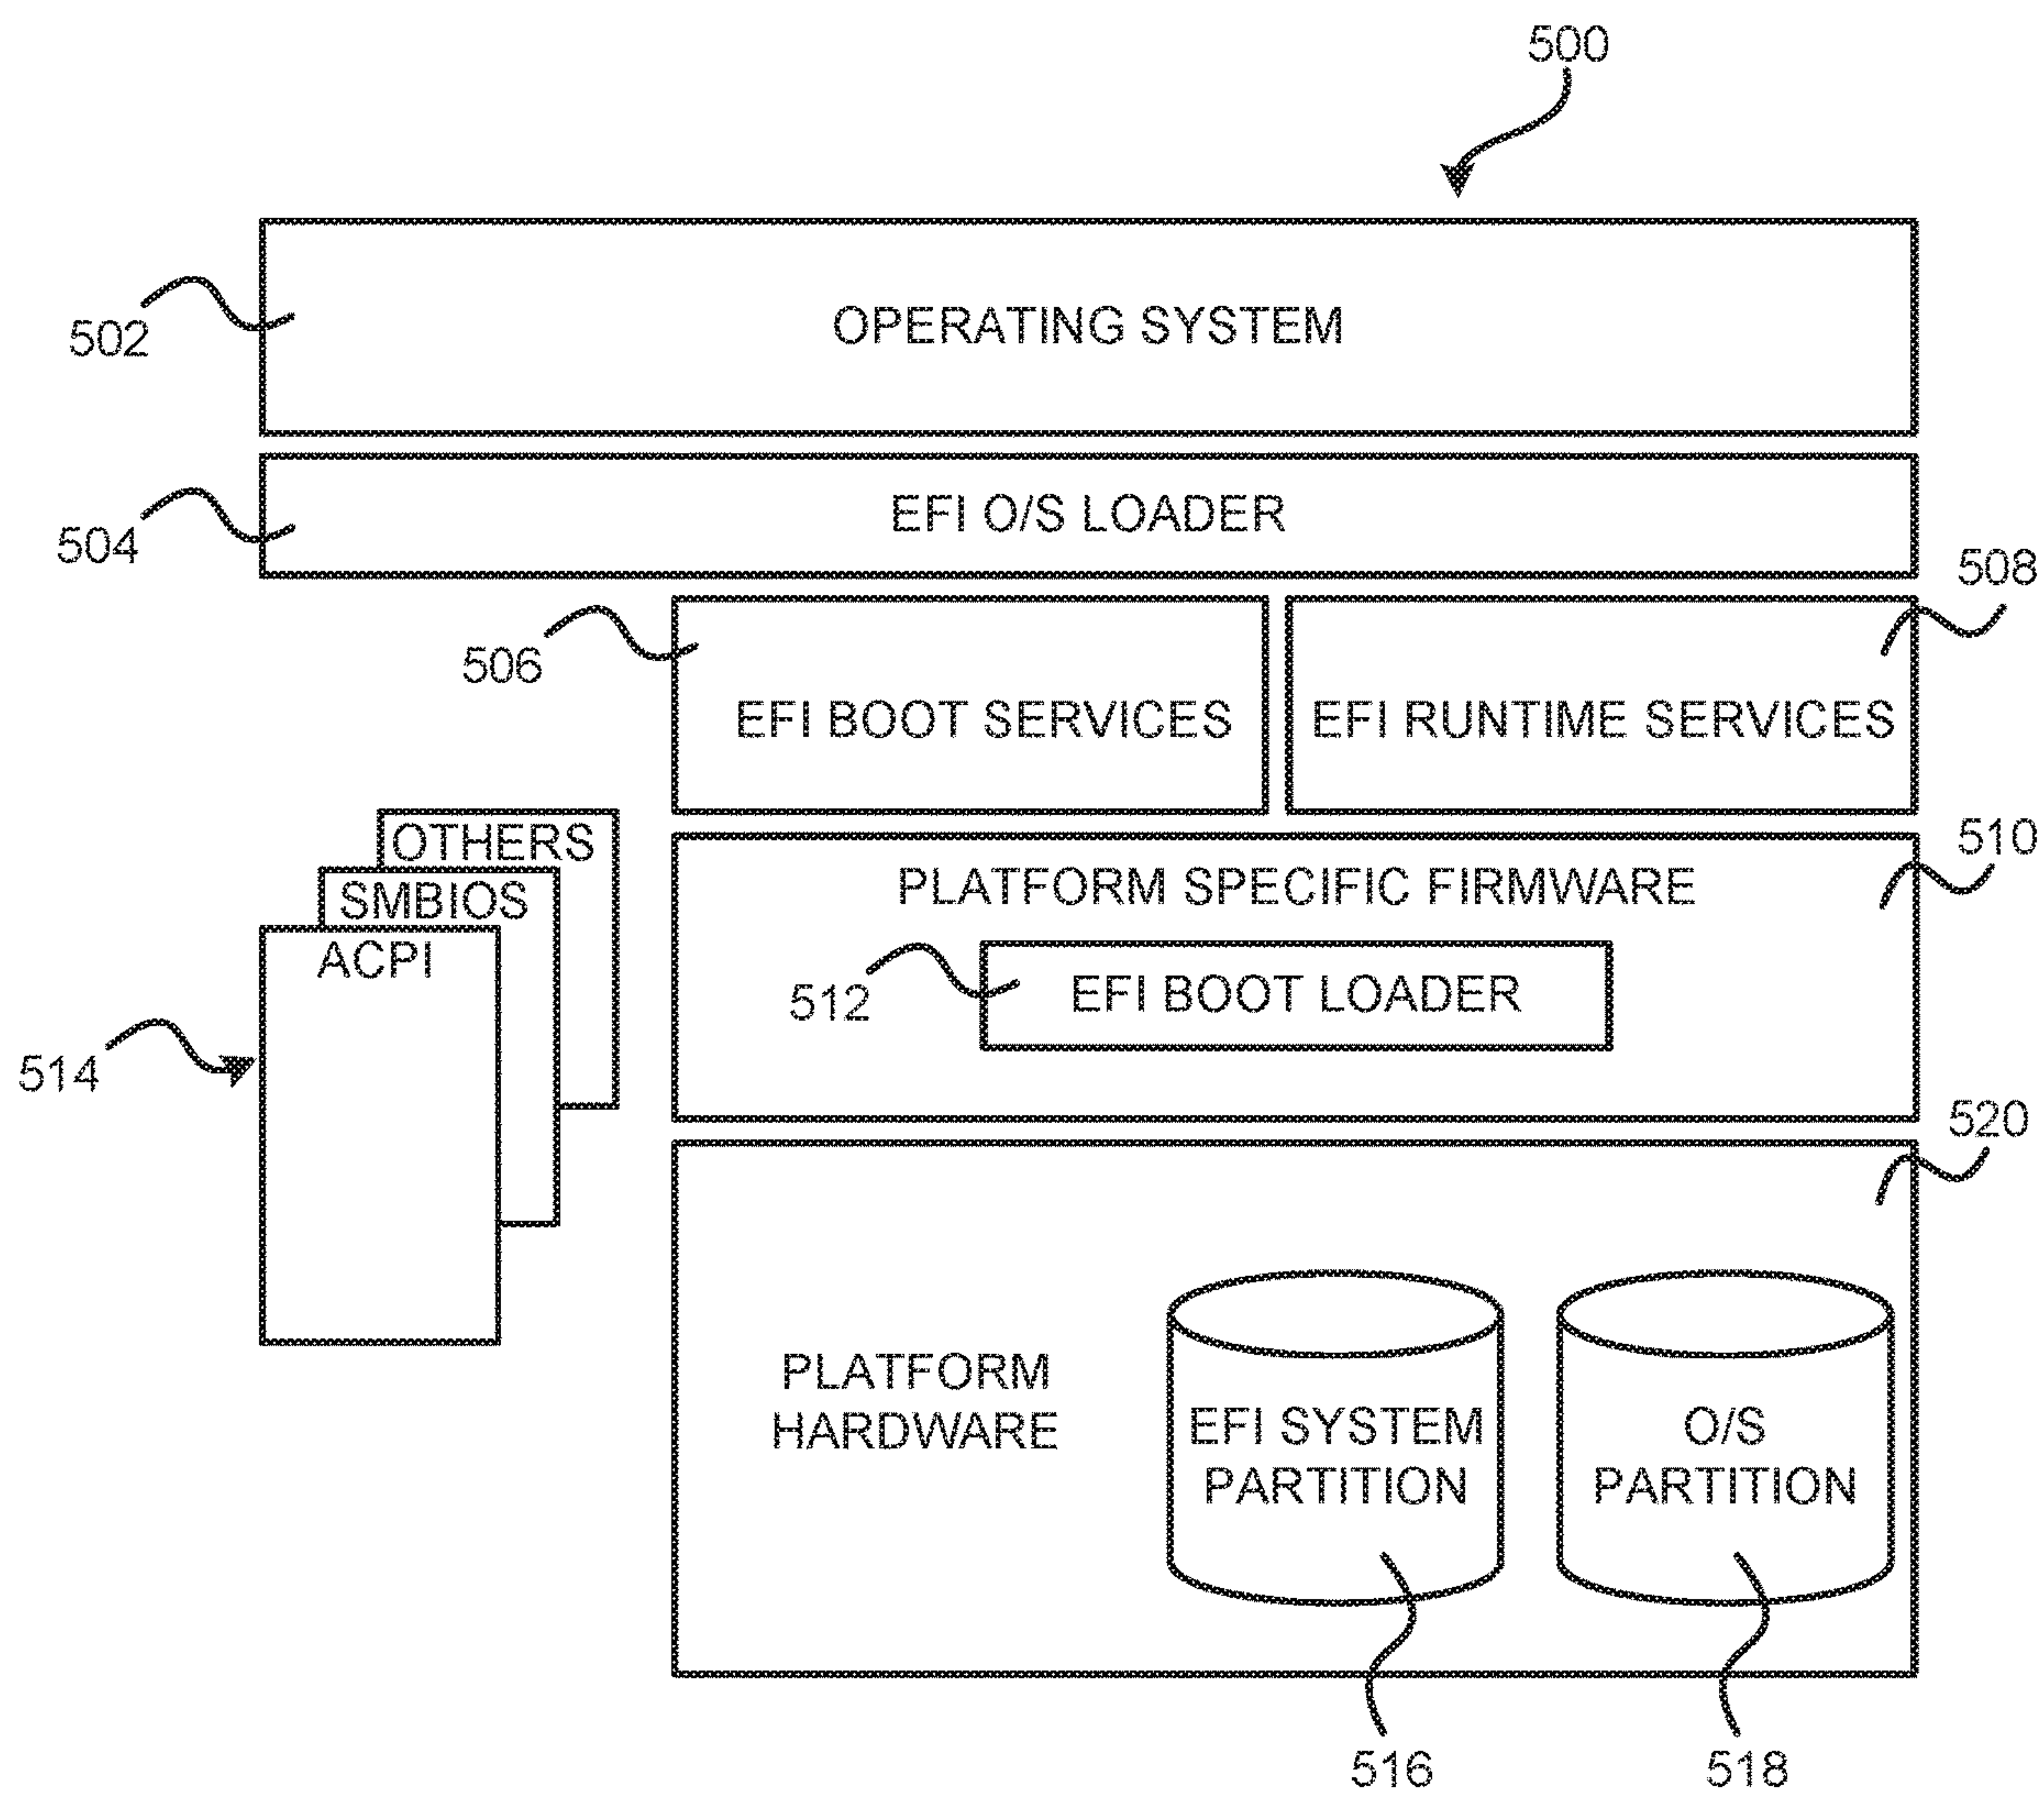 500
OPERATING SYSTEM
502
EFI O/S LOADER
504
508
506
EFI BOOT SERVICES
EFI RUNTIME SERVICES
OTHERS
SMBIOS
ACPI
514
510
PLATFORM SPECIFIC FIRMWARE
512
EFI BOOT LOADER
520
PLATFORM
HARDWARE
EFI SYSTEM
PARTITION
O/S
PARTITION
516
518